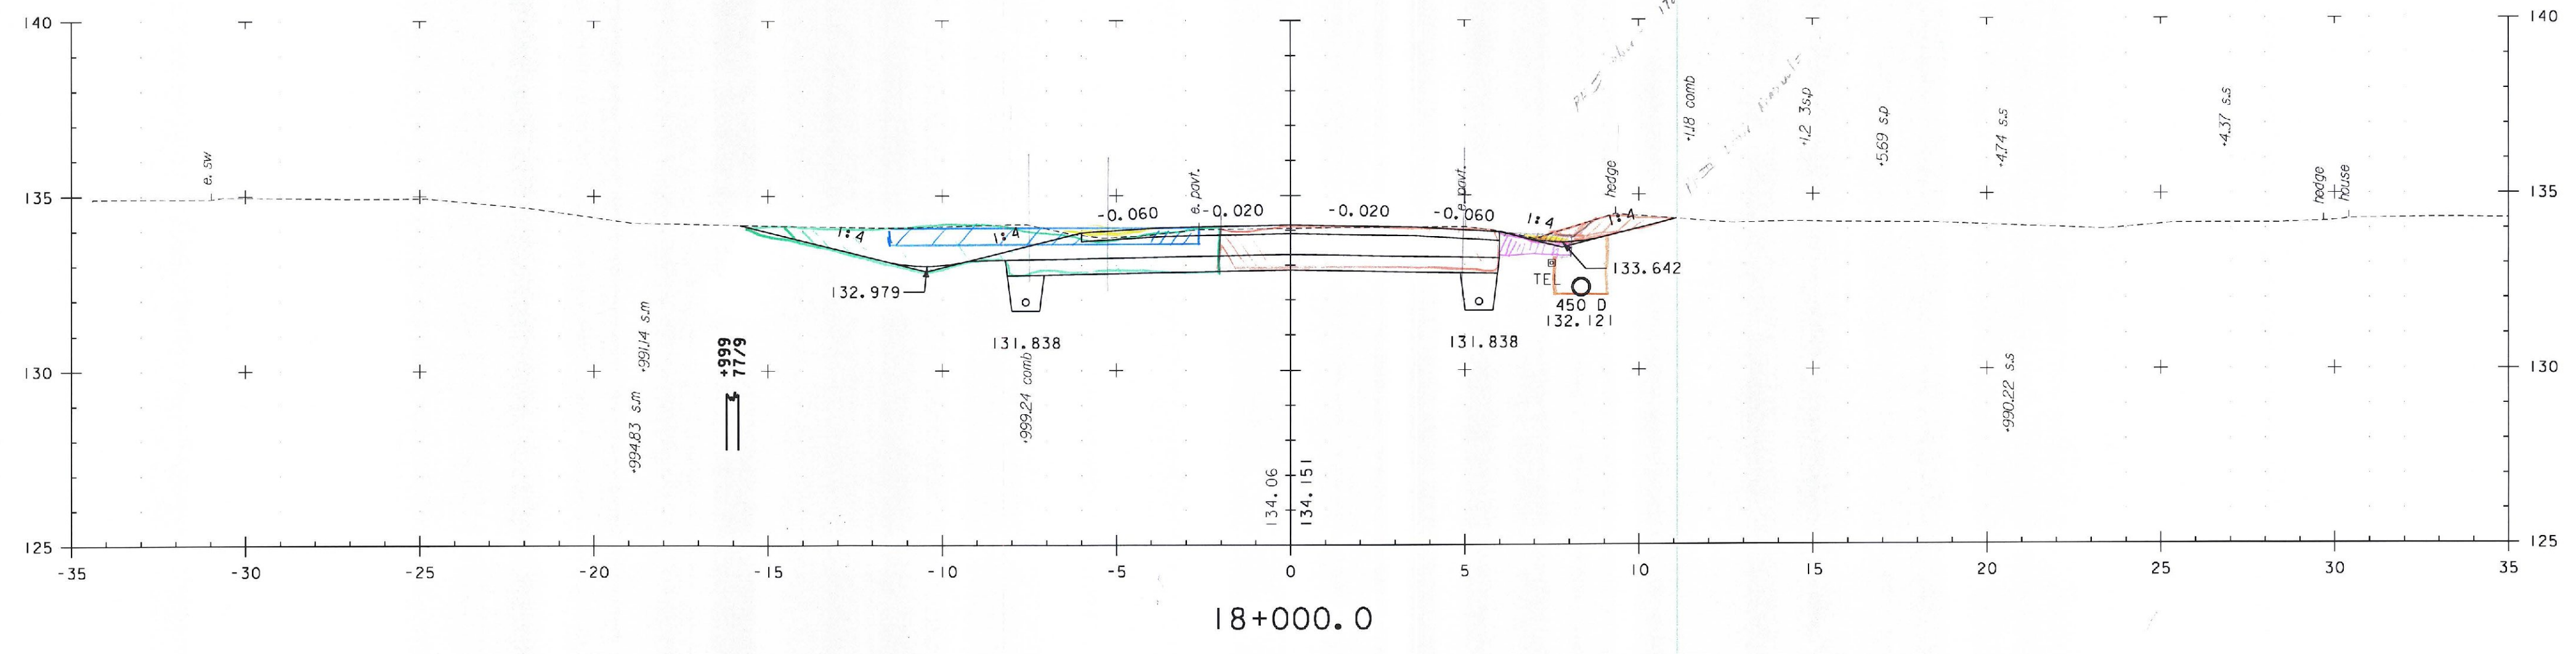 140
140
+1.18 comb
+1.2 3s.p
+5.69 s.p
+4.74 s.s
+4.37 s.s
e. sw
e. pavt.
e. pavt.
hedge
hedge
house
135
135
-0.060
-0.020
-0.020
-0.060
1:4
1:4
1:4
1:4
132.979
133.642
TEL
450 D
132.121
131.838
131.838
+991.14 s.m
+994.83 s.m
+999
77/9
+999.24 comb
+990.22 s.s
130
130
134.06
134.151
125
125
-35
-30
-25
-20
-15
-10
-5
0
5
10
15
20
25
30
35
18+000.0